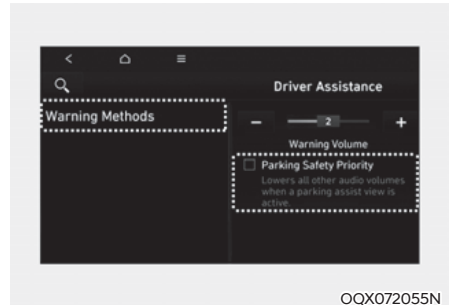 Driver Assistance
Warning Methods
2
Warning Volume
Parking Safety Priority
Lowers all other audio volumes
when a parking assist view is
active.
OQX072055N